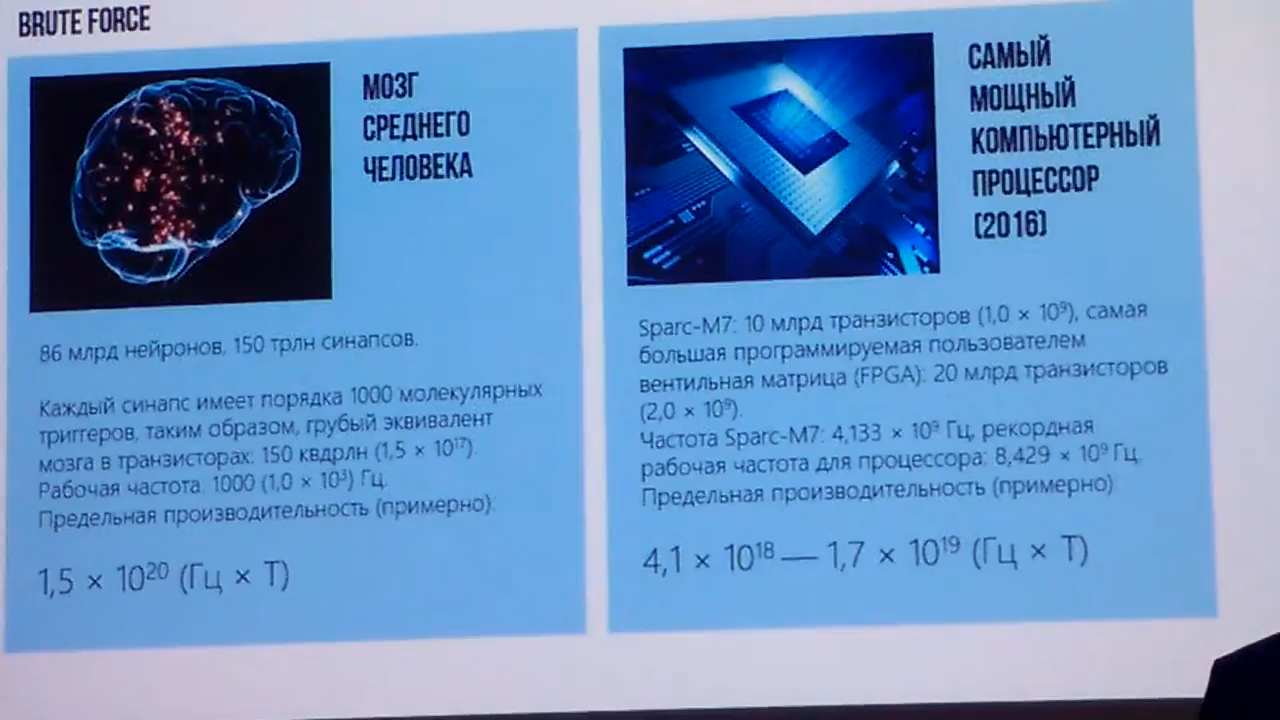 BRUTE FORCE
МОЗГ
СРЕДНЕГО
ЧЕЛОВЕКА
86 млрд нейронов, 150 трлн синапсов.
Каждый синапс имеет порядка 1000 молекулярных
триггеров, таким образом, грубый эквивалент
мозга в транзисторах: 150 квдрлн (1,5 × 10¹⁷).
Рабочая частота: 1000 (1,0 × 10³) Гц.
Предельная производительность (примерно):
1,5 × 10²⁰ (Гц × Т)
САМЫЙ
МОЩНЫЙ
КОМПЬЮТЕРНЫЙ
ПРОЦЕССОР
(2016)
Sparc-M7: 10 млрд транзисторов (1,0 × 10⁹), самая
большая программируемая пользователем
вентильная матрица (FPGA): 20 млрд транзисторов
(2,0 × 10⁹).
Частота Sparc-M7: 4,133 × 10⁹ Гц, рекордная
рабочая частота для процессора: 8,429 × 10⁹ Гц.
Предельная производительность (примерно):
4,1 × 10¹⁸ — 1,7 × 10¹⁹ (Гц × Т)